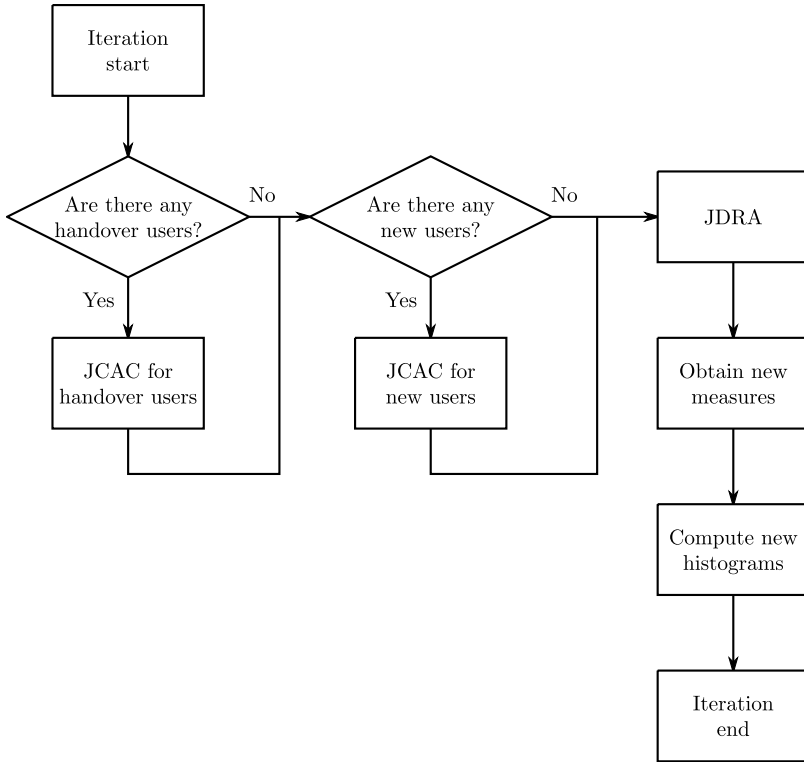 Iteration
start
Are there any
handover users?
No
Are there any
new users?
No
JDRA
Yes
Yes
JCAC for
handover users
JCAC for
new users
Obtain new
measures
Compute new
histograms
Iteration
end